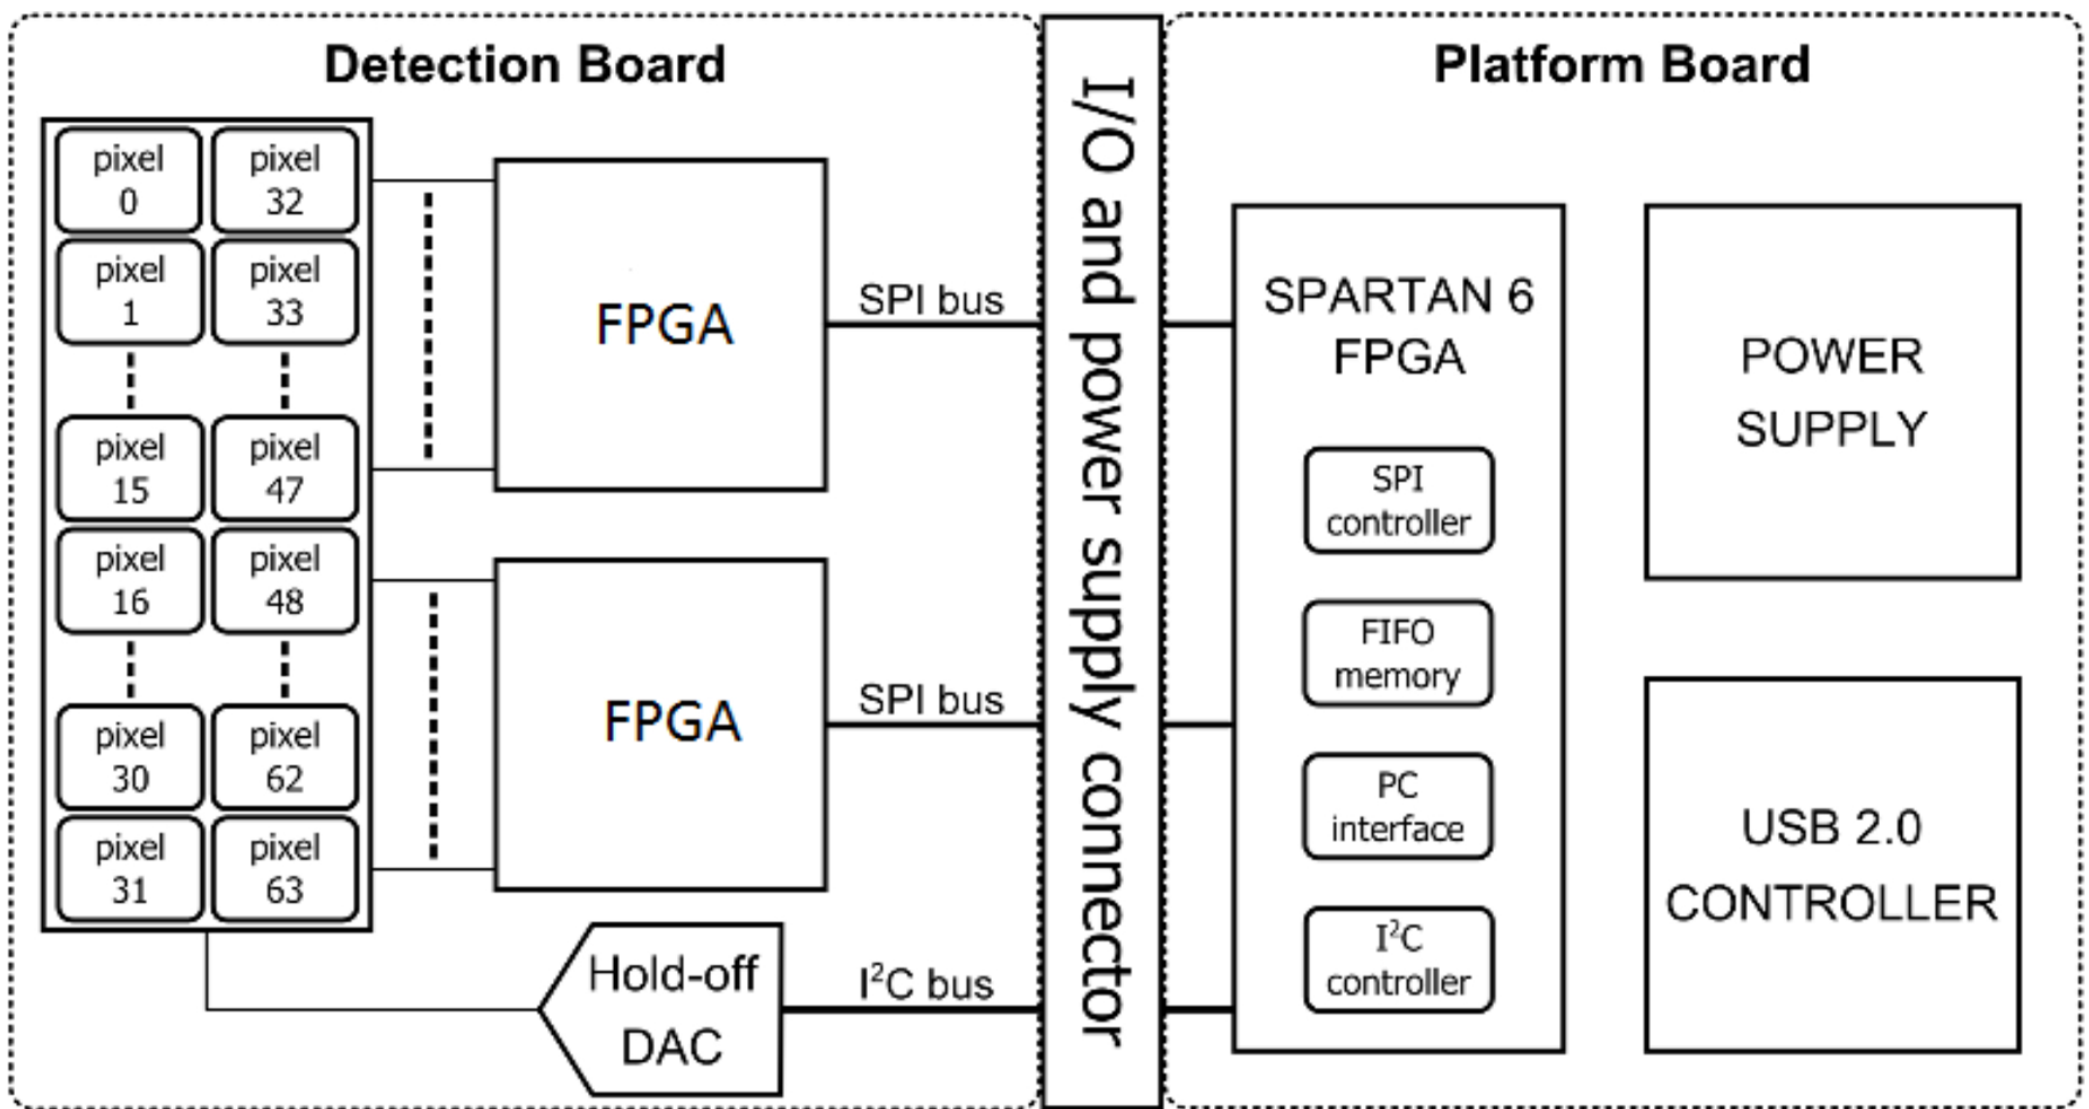 Detection Board
pixel
0
pixel
32
pixel
1
pixel
33
pixel
15
pixel
47
pixel
16
pixel
48
pixel
30
pixel
62
pixel
31
pixel
63
FPGA
FPGA
Hold-off
DAC
SPI bus
SPI bus
I²C bus
I/O and power supply connector
Platform Board
SPARTAN 6
FPGA
SPI
controller
FIFO
memory
PC
interface
I²C
controller
POWER
SUPPLY
USB 2.0
CONTROLLER